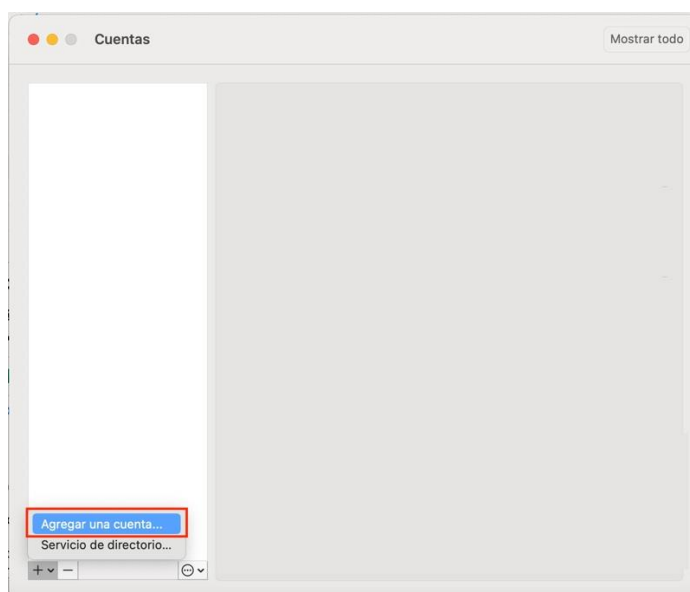 Cuentas
Mostrar todo
Agregar una cuenta...
Servicio de directorio...